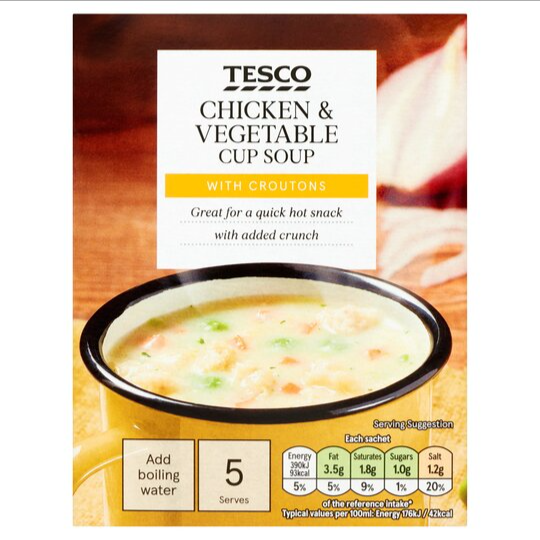 TESCO
CHICKEN &
VEGETABLE
CUP SOUP
WITH CROUTONS
Great for a quick hot snack
with added crunch
Serving Suggestion
Each sachet
Add
boiling
water
5
Serves
Energy Fat Saturates Sugars Salt
390kJ
93kcal 3.5g 1.8g 1.0g 1.2g
5% 5% 9% 1% 20%
of the reference intake*
Typical values per 100ml: Energy 176kJ / 42kcal